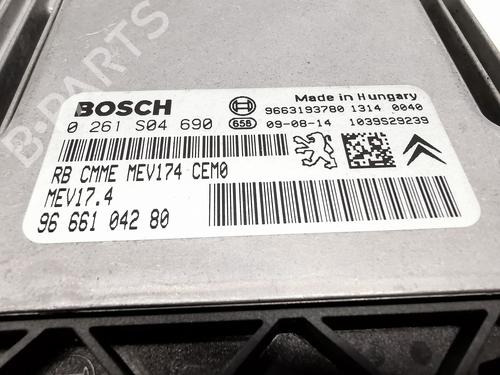 BOSCH
Made in Hungary
9663193780 1314 0040
0 261 S04 690
658 09-08-14 1039S29239
RB CMME MEV174 CEM0
MEV17.4
96 661 042 80
B-PARTS